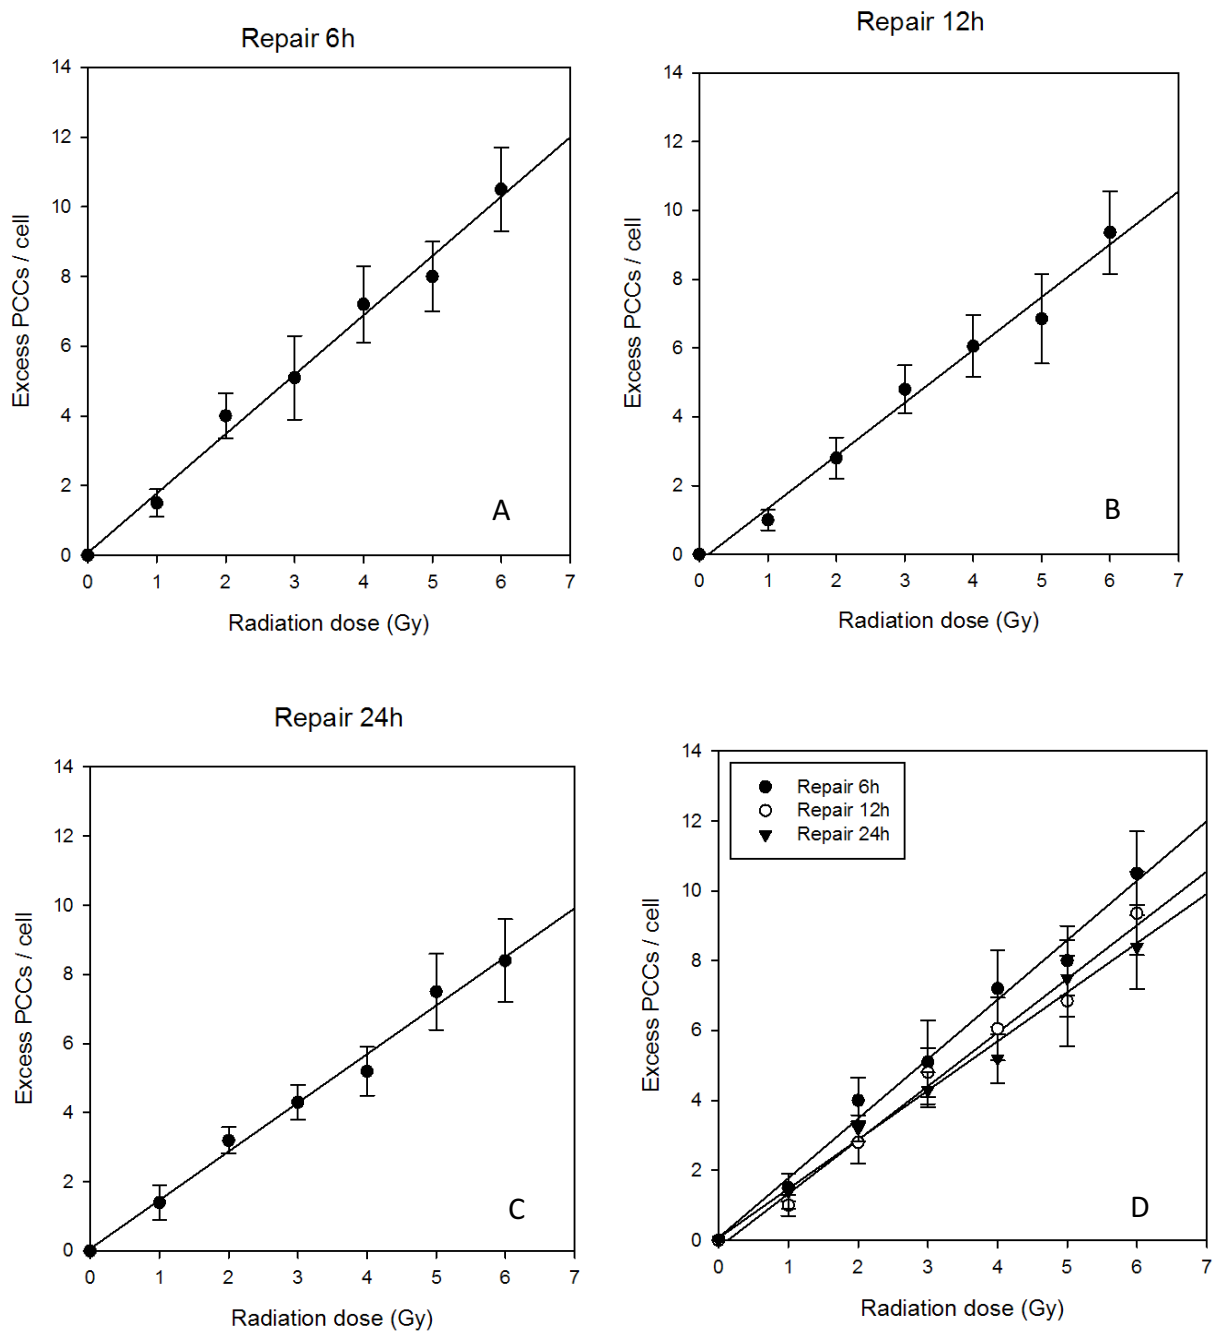 Repair 6h
14
12
10
8
6
4
2
0
Excess PCCs / cell
A
0 1 2 3 4 5 6 7
Radiation dose (Gy)
Repair 12h
14
12
10
8
6
4
2
0
Excess PCCs / cell
B
0 1 2 3 4 5 6 7
Radiation dose (Gy)
Repair 24h
14
12
10
8
6
4
2
0
Excess PCCs / cell
C
0 1 2 3 4 5 6 7
Radiation dose (Gy)
14
12
10
8
6
4
2
0
Excess PCCs / cell
Repair 6h
Repair 12h
Repair 24h
D
0 1 2 3 4 5 6 7
Radiation dose (Gy)